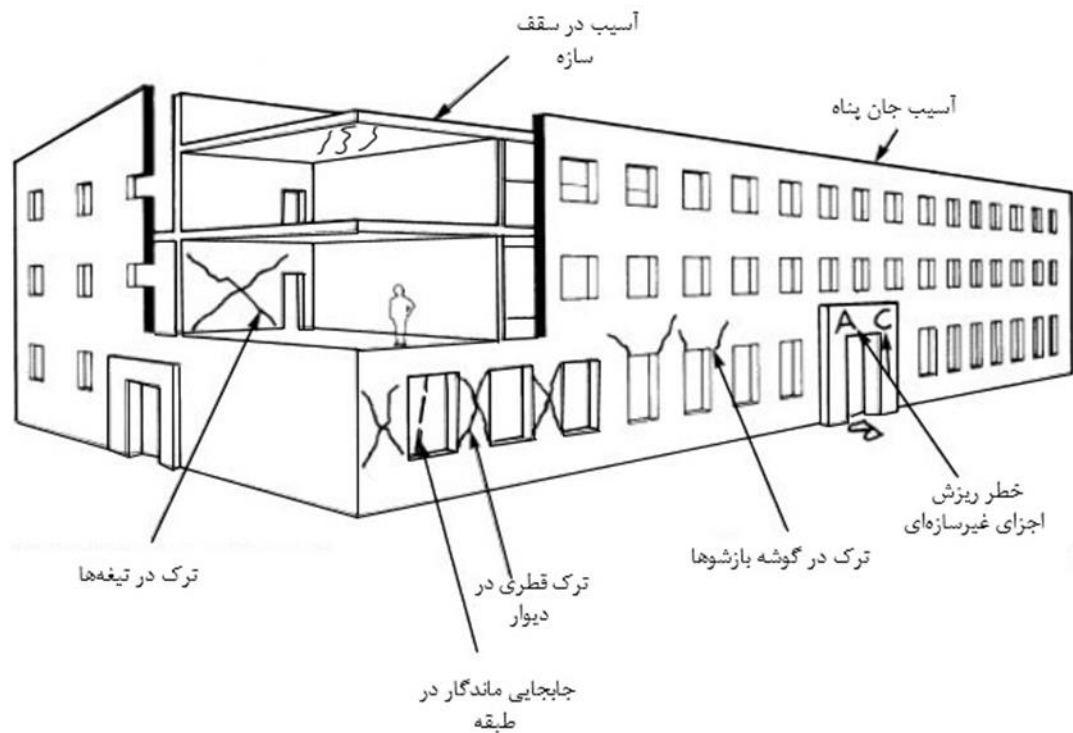 آسیب در سقف
سازه
آسیب جان پناه
A C
خطر ریزش
اجزای غیرسازه‌ای
ترک در گوشه بازشوها
ترک در تیغه‌ها
ترک قطری در
دیوار
جابجایی ماندگار در
طبقه